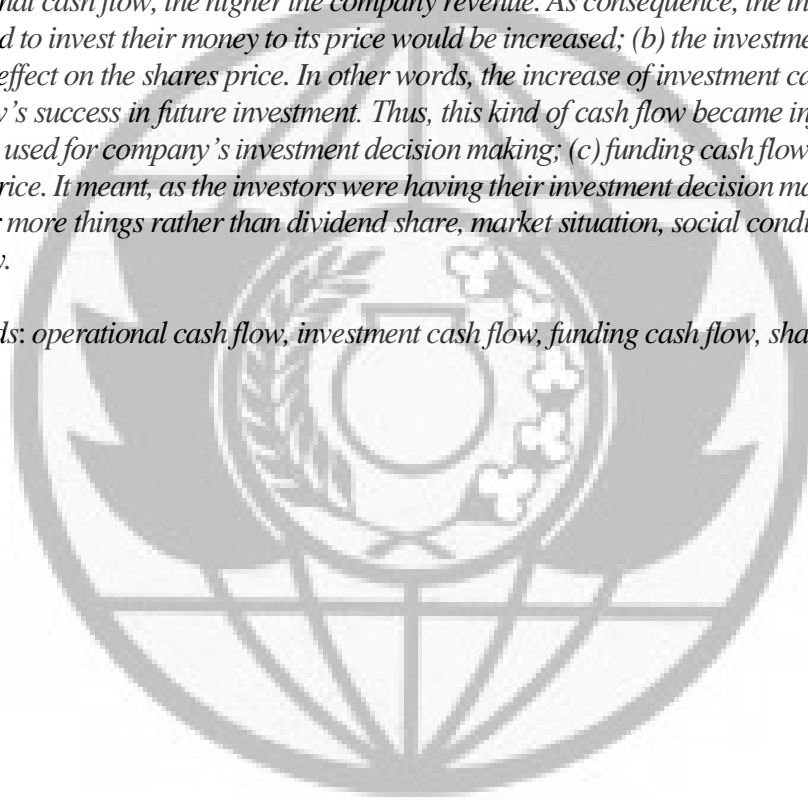 nal cash flow, the higher the company revenue. As consequence, the in
d to invest their money to its price would be increased; (b) the investme
effect on the shares price. In other words, the increase of investment ca
y's success in future investment. Thus, this kind of cash flow became in
used for company's investment decision making; (c) funding cash flow
rice. It meant, as the investors were having their investment decision ma
r more things rather than dividend share, market situation, social condi
y.
ds: operational cash flow, investment cash flow, funding cash flow, sha